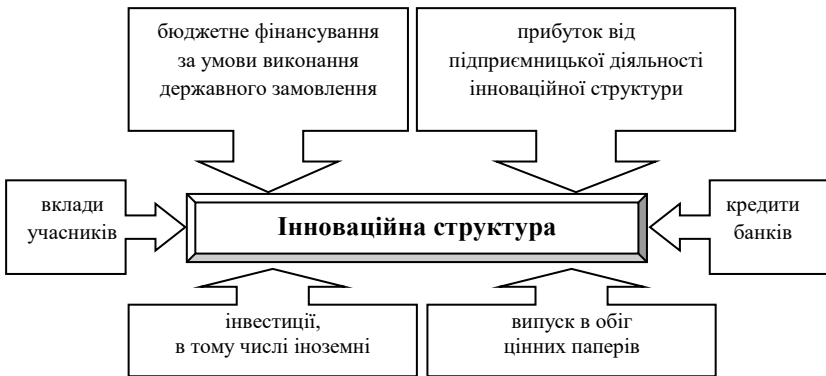 бюджетне фінансування
за умови виконання
державного замовлення
прибуток від
підприємницької діяльності
інноваційної структури
вклади
учасників
Інноваційна структура
кредити
банків
інвестиції,
в тому числі іноземні
випуск в обіг
цінних паперів